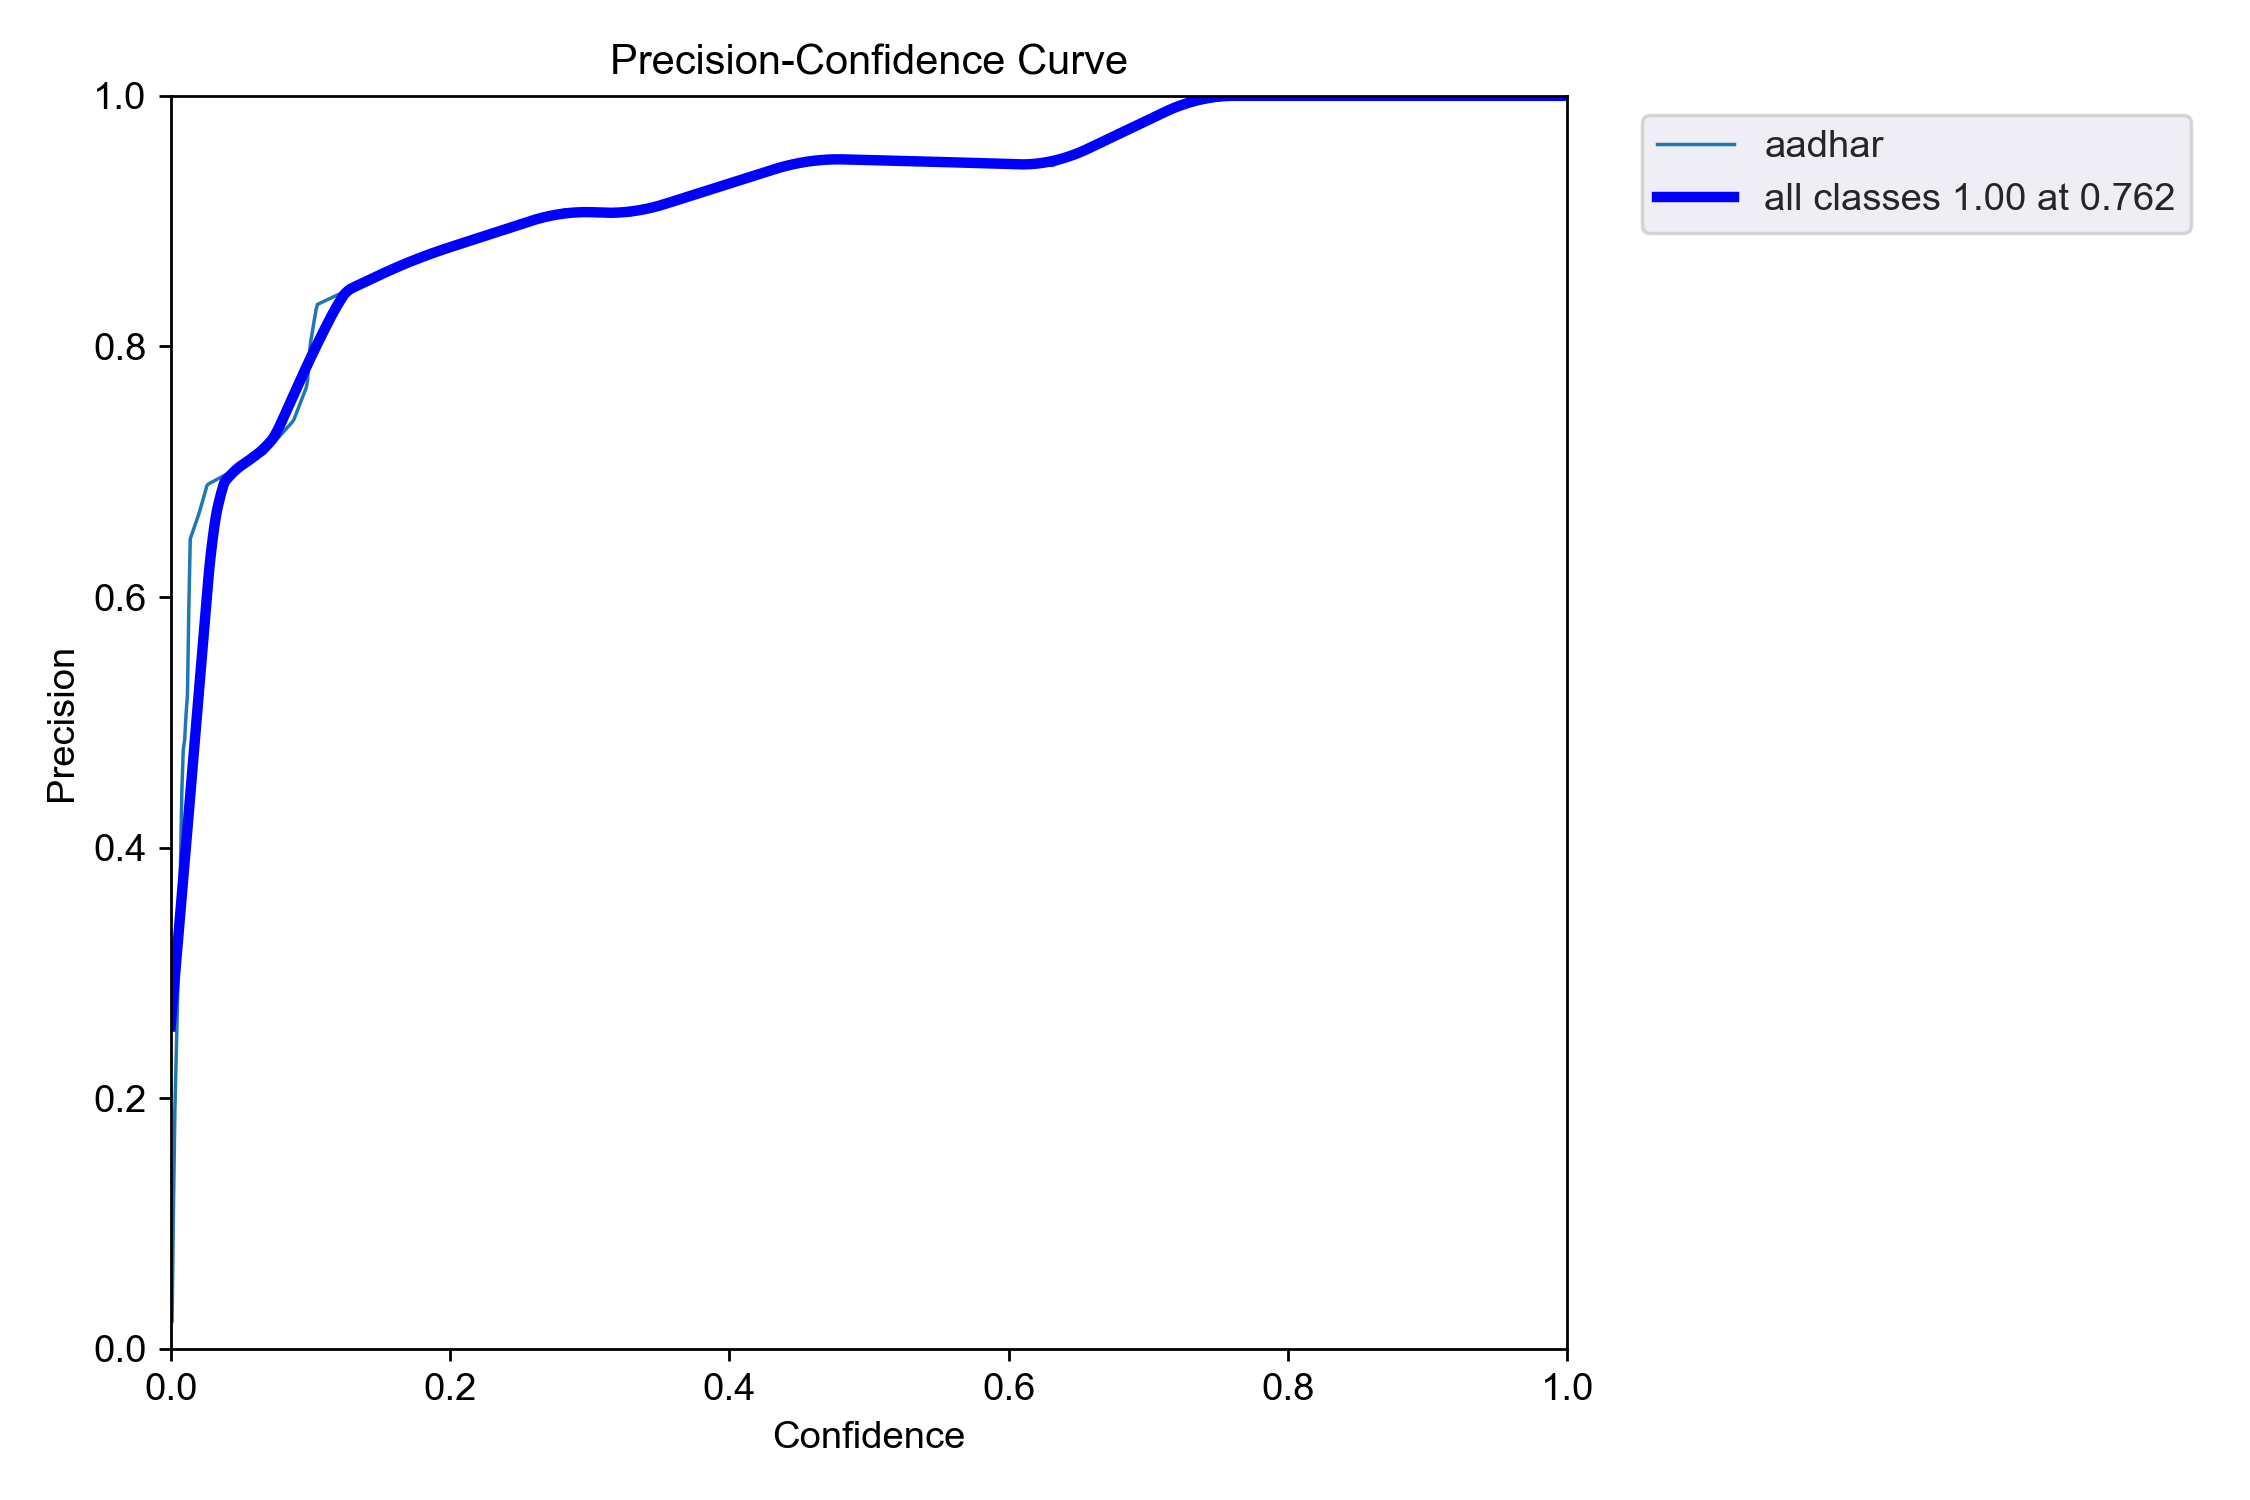 Precision-Confidence Curve
1.0
0.8
0.6
0.4
0.2
0.0
Precision
0.0 0.2 0.4 0.6 0.8 1.0
Confidence
aadhar
all classes 1.00 at 0.762